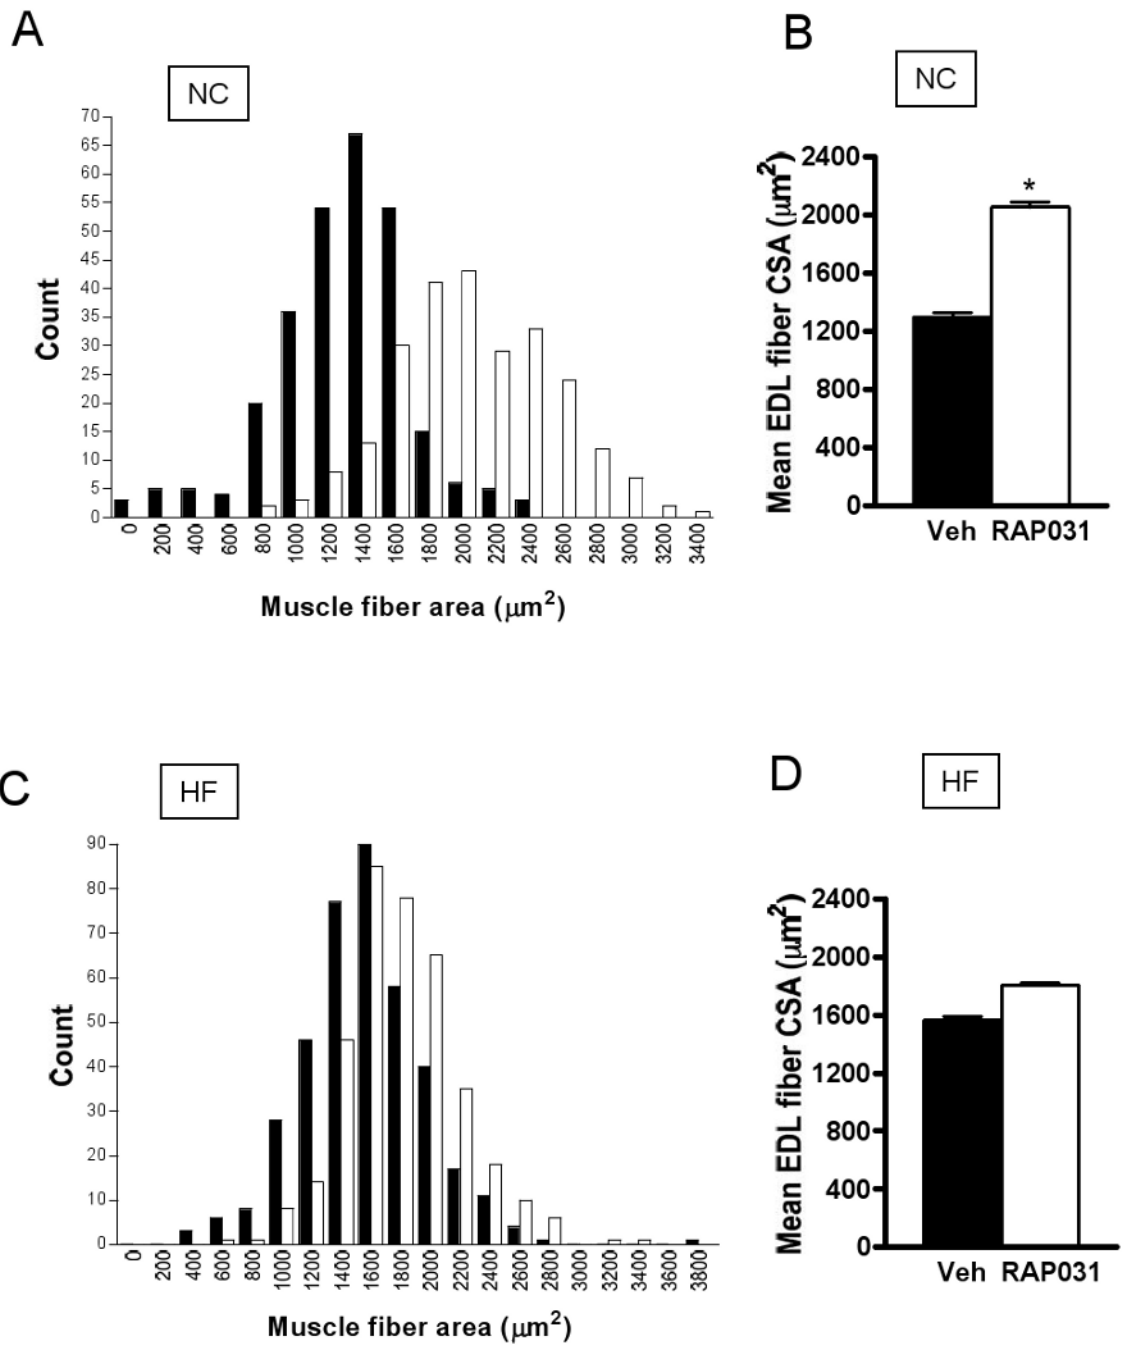 A
NC
Count
70
65
60
55
50
45
40
35
30
25
20
15
10
5
0
0 200 400 600 800 1000 1200 1400 1600 1800 2000 2200 2400 2600 2800 3000 3200 3400
Muscle fiber area (μm²)
B
NC
Mean EDL fiber CSA (μm²)
2400
2000
1600
1200
800
400
0
*
Veh RAP031
C
HF
Count
90
80
70
60
50
40
30
20
10
0
0 200 400 600 800 1000 1200 1400 1600 1800 2000 2200 2400 2600 2800 3000 3200 3400 3600 3800
Muscle fiber area (μm²)
D
HF
Mean EDL fiber CSA (μm²)
2400
2000
1600
1200
800
400
0
Veh RAP031